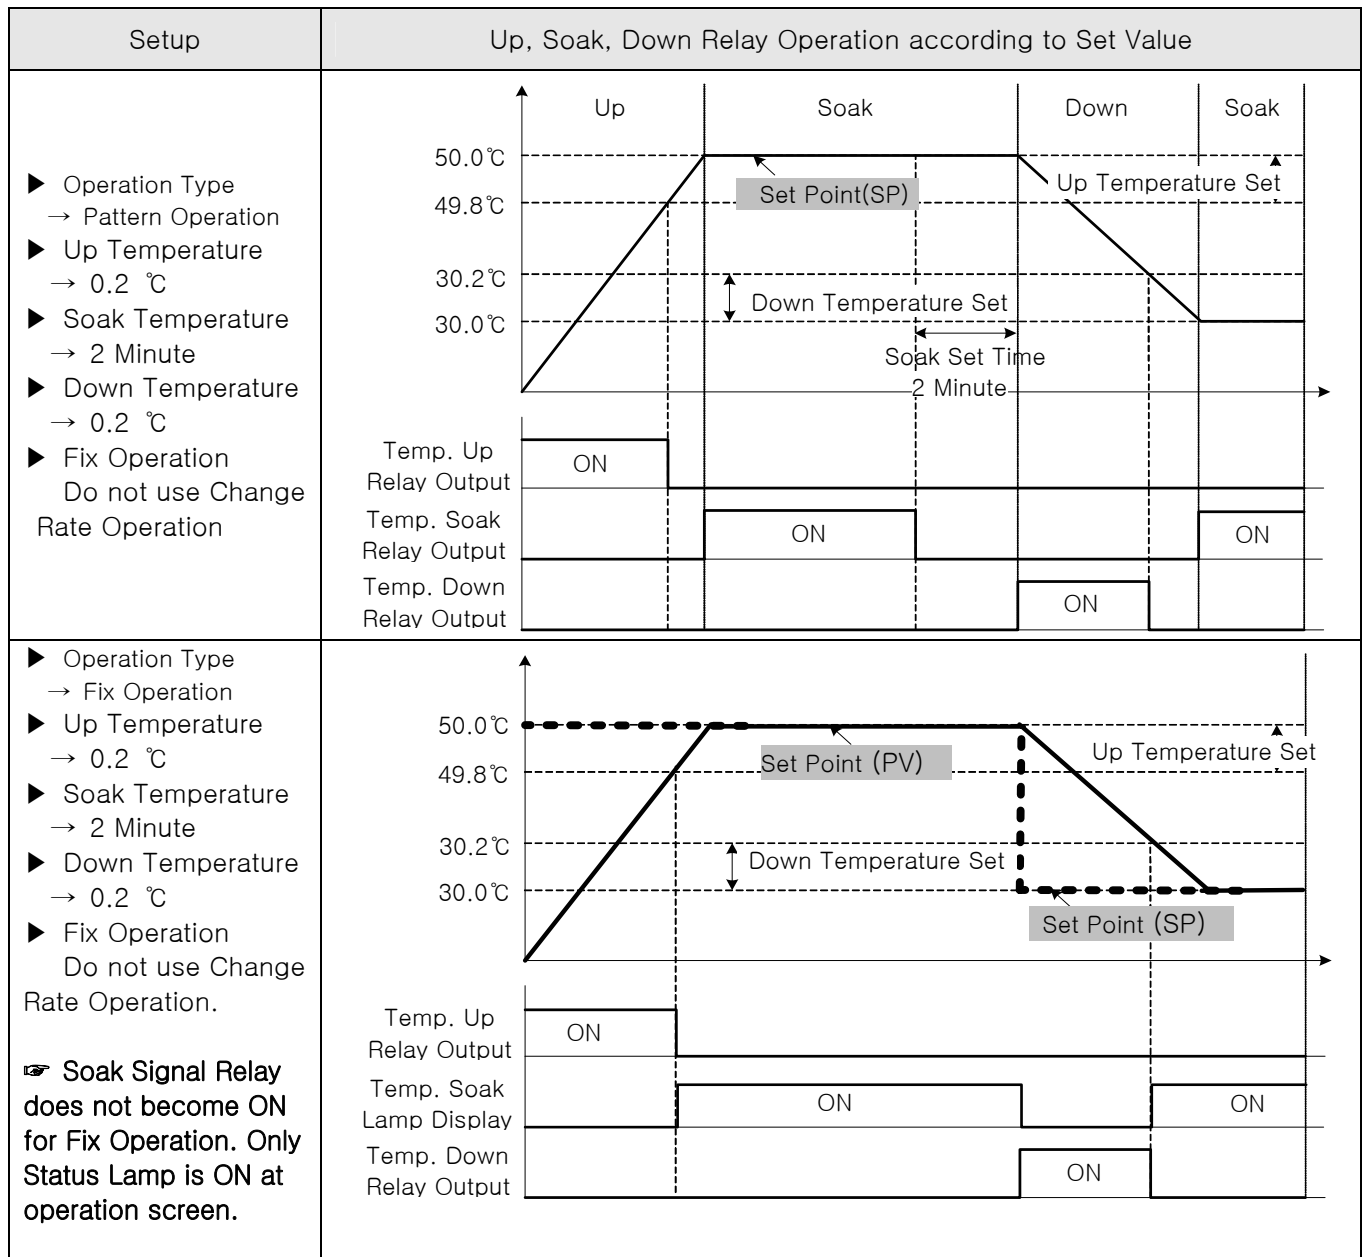 Setup
Up, Soak, Down Relay Operation according to Set Value
▶ Operation Type
→ Pattern Operation
▶ Up Temperature
→ 0.2 ℃
▶ Soak Temperature
→ 2 Minute
▶ Down Temperature
→ 0.2 ℃
▶ Fix Operation
Do not use Change
Rate Operation
Up
Soak
Down
Soak
50.0℃
Set Point(SP)
Up Temperature Set
49.8℃
30.2℃
Down Temperature Set
30.0℃
Soak Set Time
2 Minute
Temp. Up
Relay Output
ON
Temp. Soak
Relay Output
ON
ON
Temp. Down
Relay Output
ON
▶ Operation Type
→ Fix Operation
▶ Up Temperature
→ 0.2 ℃
▶ Soak Temperature
→ 2 Minute
▶ Down Temperature
→ 0.2 ℃
▶ Fix Operation
Do not use Change
Rate Operation.
☞ Soak Signal Relay
does not become ON
for Fix Operation. Only
Status Lamp is ON at
operation screen.
50.0℃
Set Point (PV)
Up Temperature Set
49.8℃
30.2℃
Down Temperature Set
30.0℃
Set Point (SP)
Temp. Up
Relay Output
ON
Temp. Soak
Lamp Display
ON
ON
Temp. Down
Relay Output
ON